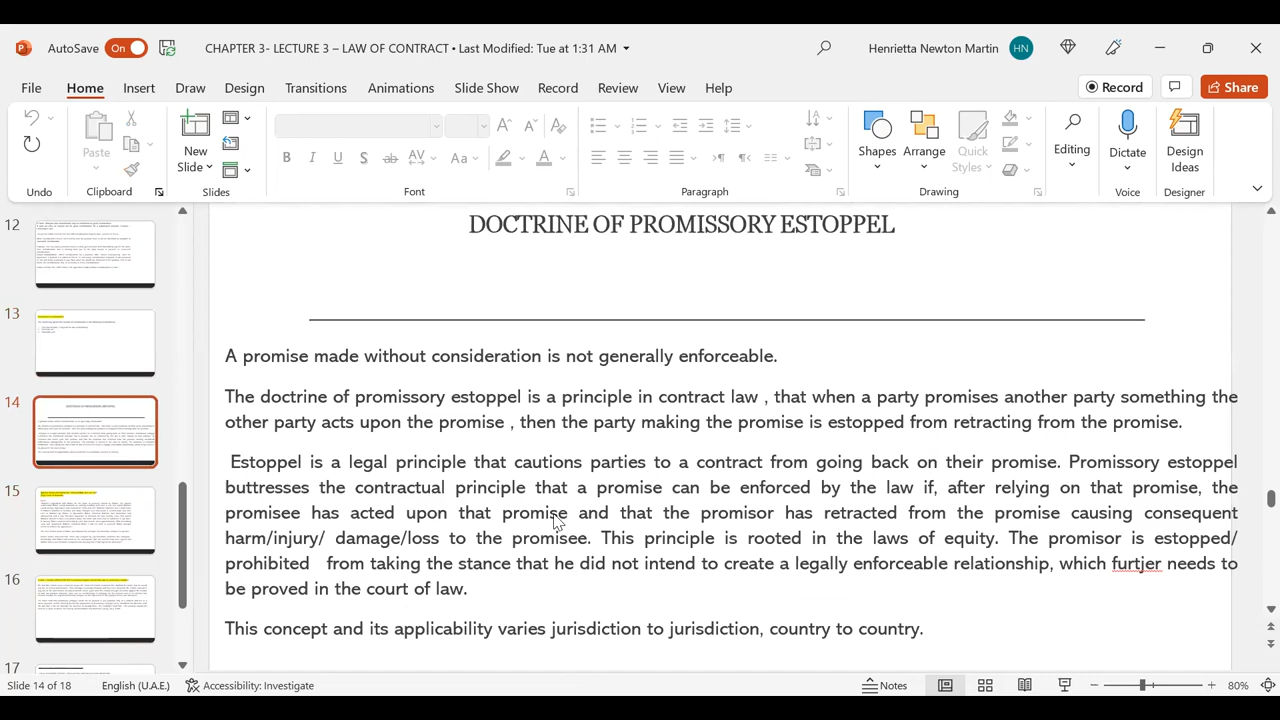 AutoSave On CHAPTER 3- LECTURE 3 – LAW OF CONTRACT • Last Modified: Tue at 1:31 AM Henrietta Newton Martin HN
File Home Insert Draw Design Transitions Animations Slide Show Record Review View Help Record Share
Paste New Slide Shapes Arrange Quick Styles Editing Dictate Design Ideas
Undo Clipboard Slides Font Paragraph Drawing Voice Designer
12
13
14
15
16
17
DOCTRINE OF PROMISSORY ESTOPPEL
A promise made without consideration is not generally enforceable.
The doctrine of promissory estoppel is a principle in contract law , that when a party promises another party something the
other party acts upon the promise , then the party making the promise is estopped from retracting from the promise.
Estoppel is a legal principle that cautions parties to a contract from going back on their promise. Promissory estoppel
buttresses the contractual principle that a promise can be enforced by the law if, after relying on that promise, the
promisee has acted upon that promise and that the promisor has retracted from the promise causing consequent
harm/injury/ damage/loss to the promisee. This principle is rooted in the laws of equity. The promisor is estopped/
prohibited from taking the stance that he did not intend to create a legally enforceable relationship, which furtjer needs to
be proved in the court of law.
This concept and its applicability varies jurisdiction to jurisdiction, country to country.
Slide 14 of 18 English (U.A.E.) Accessibility: Investigate Notes 80%